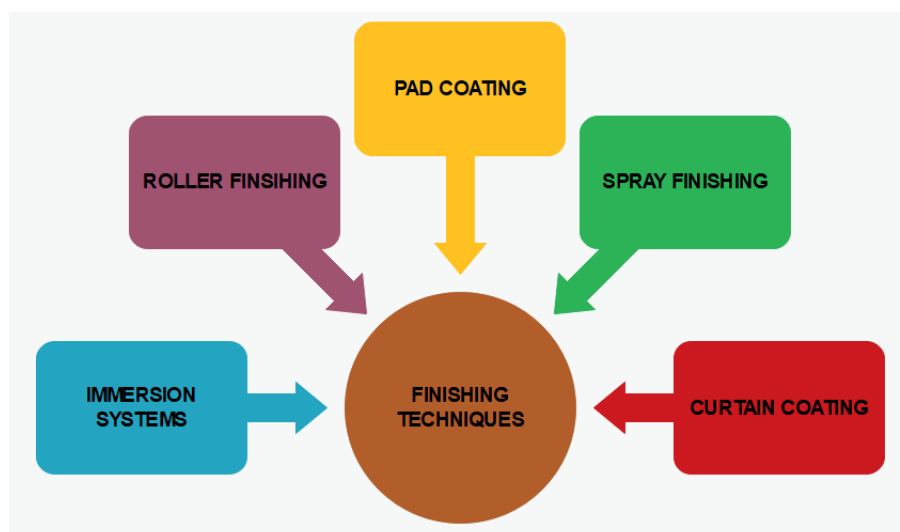 PAD COATING
ROLLER FINSIHING
SPRAY FINISHING
IMMERSION
SYSTEMS
FINISHING
TECHNIQUES
CURTAIN COATING